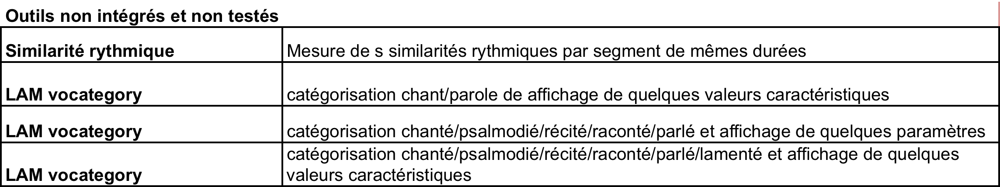 Outils non intégrés et non testés
Similarité rythmique
Mesure de s similarités rythmiques par segment de mêmes durées
LAM vocategory
catégorisation chant/parole de affichage de quelques valeurs caractéristiques
LAM vocategory
catégorisation chanté/psalmodié/récité/raconté/parlé et affichage de quelques paramètres
LAM vocategory
catégorisation chanté/psalmodié/récité/raconté/parlé/lamenté et affichage de quelques
valeurs caractéristiques